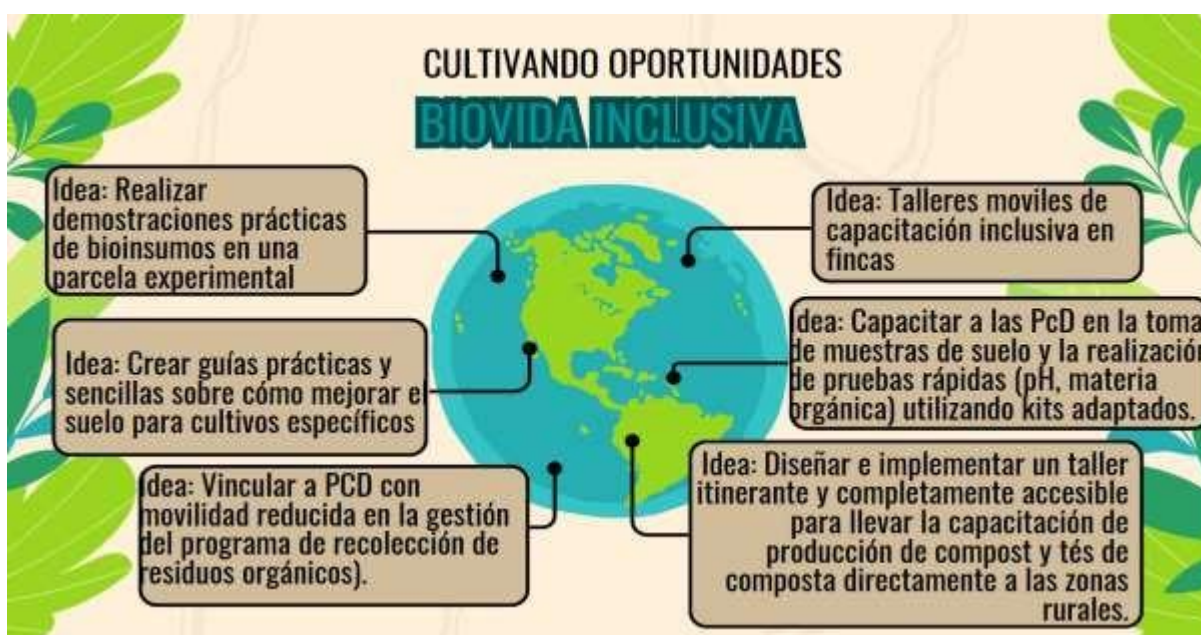 CULTIVANDO OPORTUNIDADES
BIOVIDA INCLUSIVA
Idea: Realizar
demostraciones prácticas
de bioinsumos en una
parcela experimental
Idea: Crear guías prácticas y
sencillas sobre cómo mejorar el
suelo para cultivos específicos
Idea: Vincular a PCD con
movilidad reducida en la gestión
del programa de recolección de
residuos orgánicos).
Idea: Talleres moviles de
capacitación inclusiva en
fincas
Idea: Capacitar a las PcD en la toma
de muestras de suelo y la realización
de pruebas rápidas (pH, materia
orgánica) utilizando kits adaptados.
Idea: Diseñar e implementar un taller
itinerante y completamente accesible
para llevar la capacitación de
producción de compost y tés de
composta directamente a las zonas
rurales.